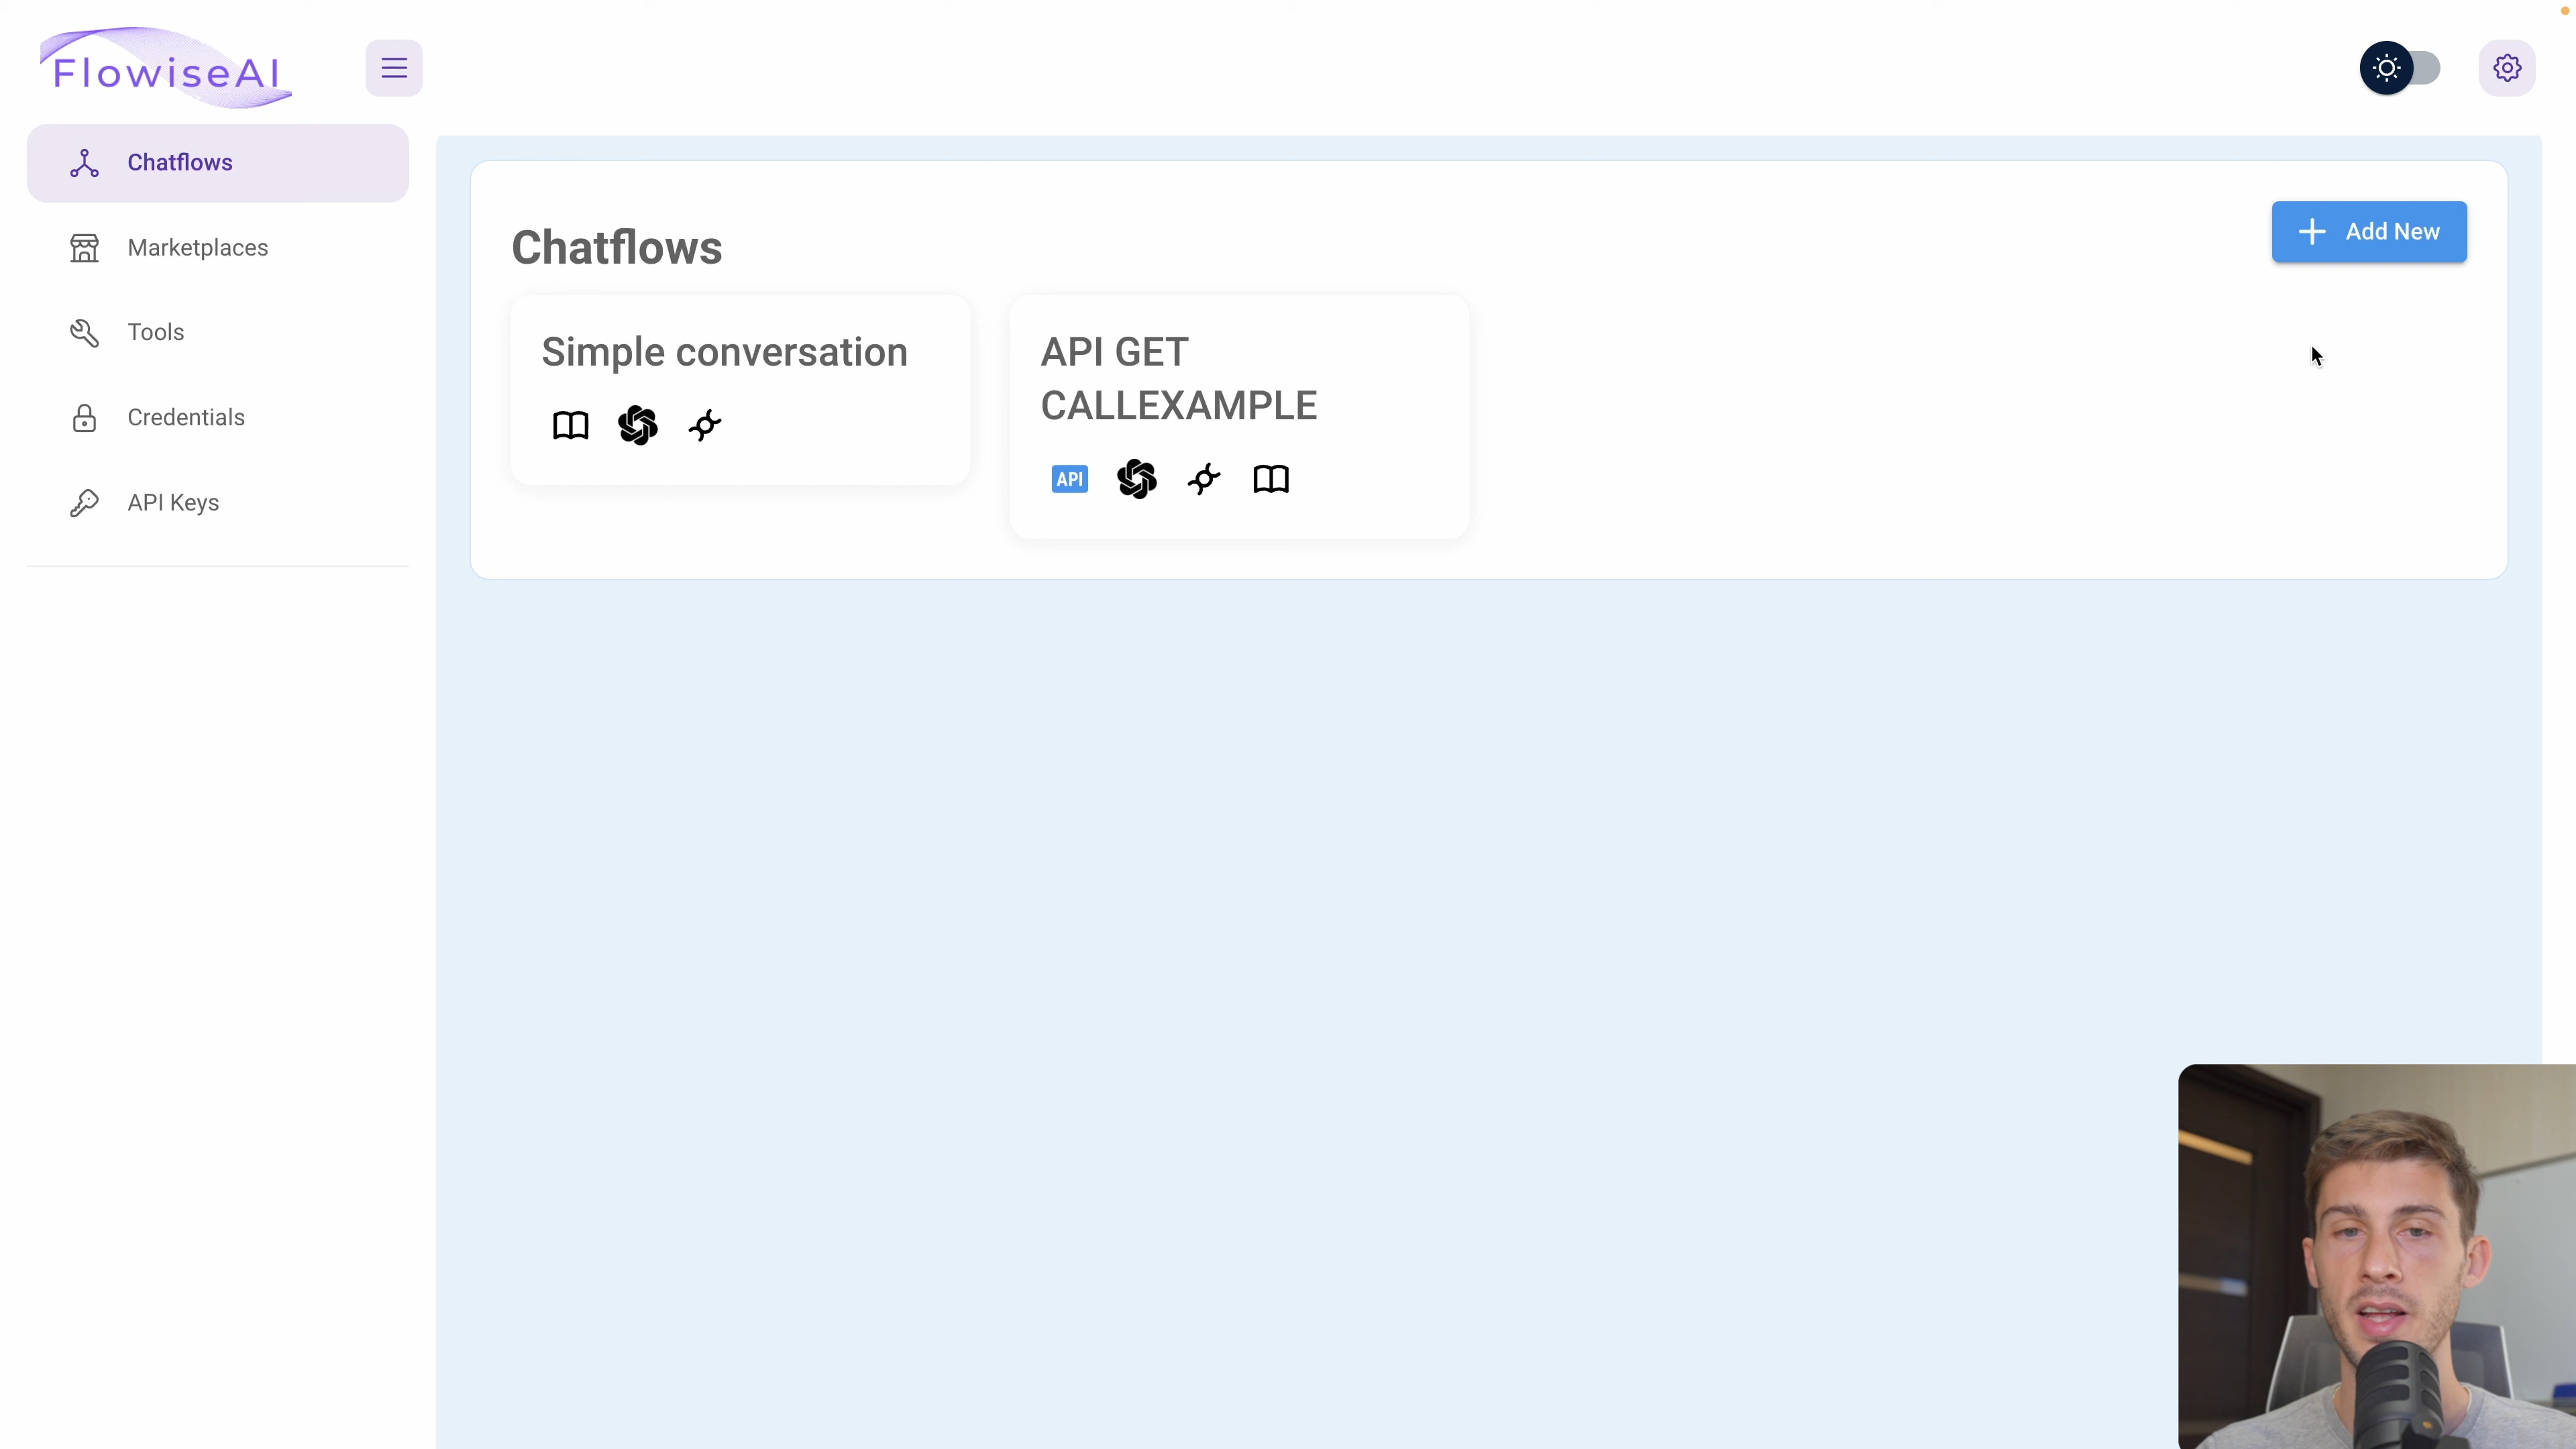 FlowiseAI
Chatflows
Marketplaces
Tools
Credentials
API Keys
Chatflows
Add New
Simple conversation
API GET
CALLEXAMPLE
API